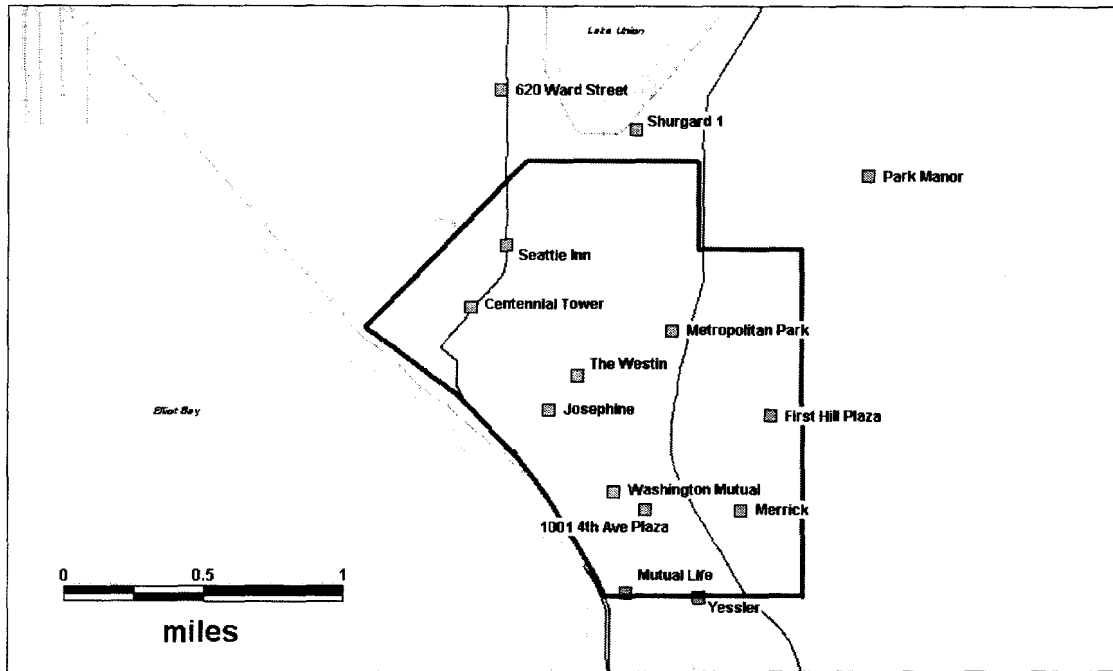 Lake Union
620 Ward Street
Shurgard 1
Park Manor
Seattle Inn
Centennial Tower
Metropolitan Park
The Westin
Josephine
Elliot Bay
First Hill Plaza
Washington Mutual
1001 4th Ave Plaza
Merrick
Mutual Life
Yessler
0 0.5 1
miles